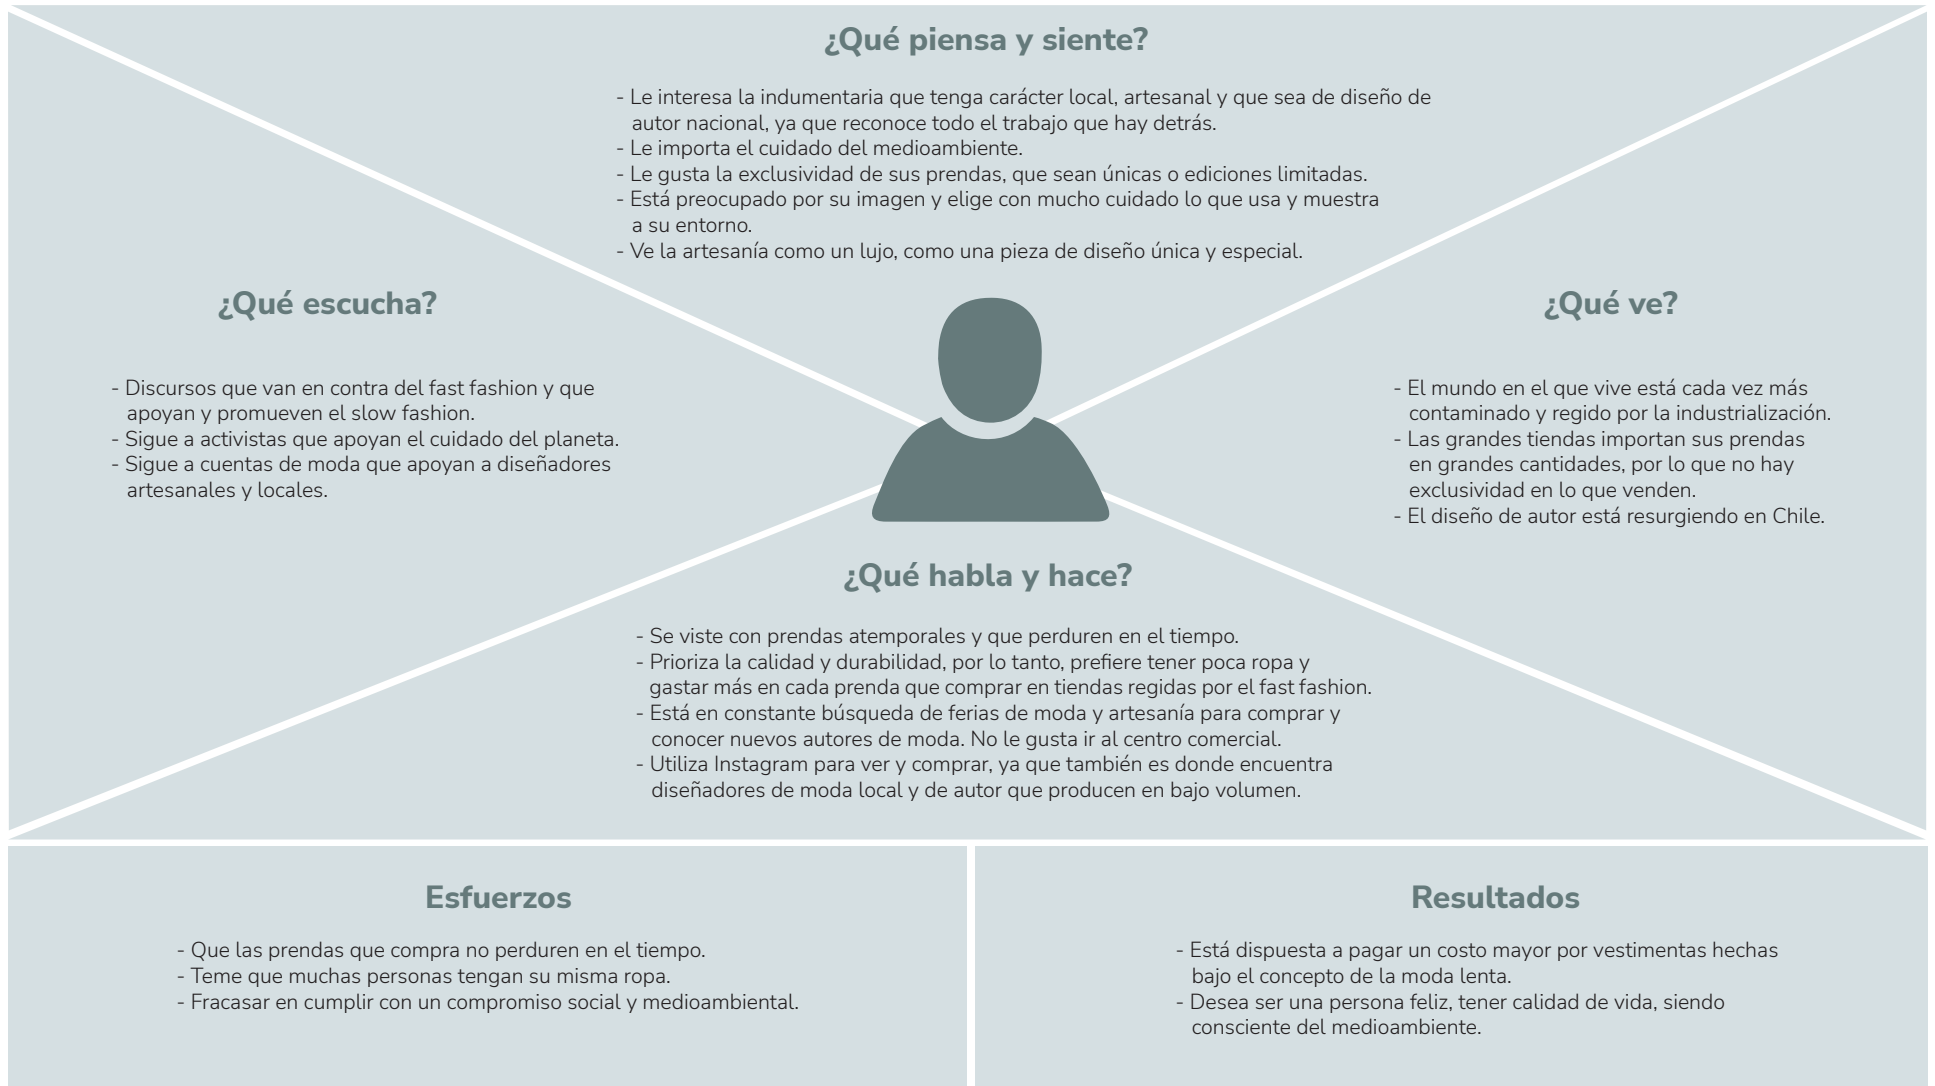 ¿Qué piensa y siente?
- Le interesa la indumentaria que tenga carácter local, artesanal y que sea de diseño de
autor nacional, ya que reconoce todo el trabajo que hay detrás.
- Le importa el cuidado del medioambiente.
- Le gusta la exclusividad de sus prendas, que sean únicas o ediciones limitadas.
- Está preocupado por su imagen y elige con mucho cuidado lo que usa y muestra
a su entorno.
- Ve la artesanía como un lujo, como una pieza de diseño única y especial.
¿Qué escucha?
- Discursos que van en contra del fast fashion y que
apoyan y promueven el slow fashion.
- Sigue a activistas que apoyan el cuidado del planeta.
- Sigue a cuentas de moda que apoyan a diseñadores
artesanales y locales.
¿Qué ve?
- El mundo en el que vive está cada vez más
contaminado y regido por la industrialización.
- Las grandes tiendas importan sus prendas
en grandes cantidades, por lo que no hay
exclusividad en lo que venden.
- El diseño de autor está resurgiendo en Chile.
¿Qué habla y hace?
- Se viste con prendas atemporales y que perduren en el tiempo.
- Prioriza la calidad y durabilidad, por lo tanto, prefiere tener poca ropa y
gastar más en cada prenda que comprar en tiendas regidas por el fast fashion.
- Está en constante búsqueda de ferias de moda y artesanía para comprar y
conocer nuevos autores de moda. No le gusta ir al centro comercial.
- Utiliza Instagram para ver y comprar, ya que también es donde encuentra
diseñadores de moda local y de autor que producen en bajo volumen.
Esfuerzos
- Que las prendas que compra no perduren en el tiempo.
- Teme que muchas personas tengan su misma ropa.
- Fracasar en cumplir con un compromiso social y medioambiental.
Resultados
- Está dispuesta a pagar un costo mayor por vestimentas hechas
bajo el concepto de la moda lenta.
- Desea ser una persona feliz, tener calidad de vida, siendo
consciente del medioambiente.